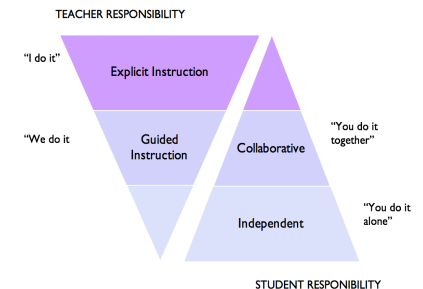 TEACHER RESPONSIBILITY
“I do it”
Explicit Instruction
“We do it
Guided
Instruction
Collaborative
“You do it
together”
Independent
“You do it
alone”
STUDENT RESPONIBILITY